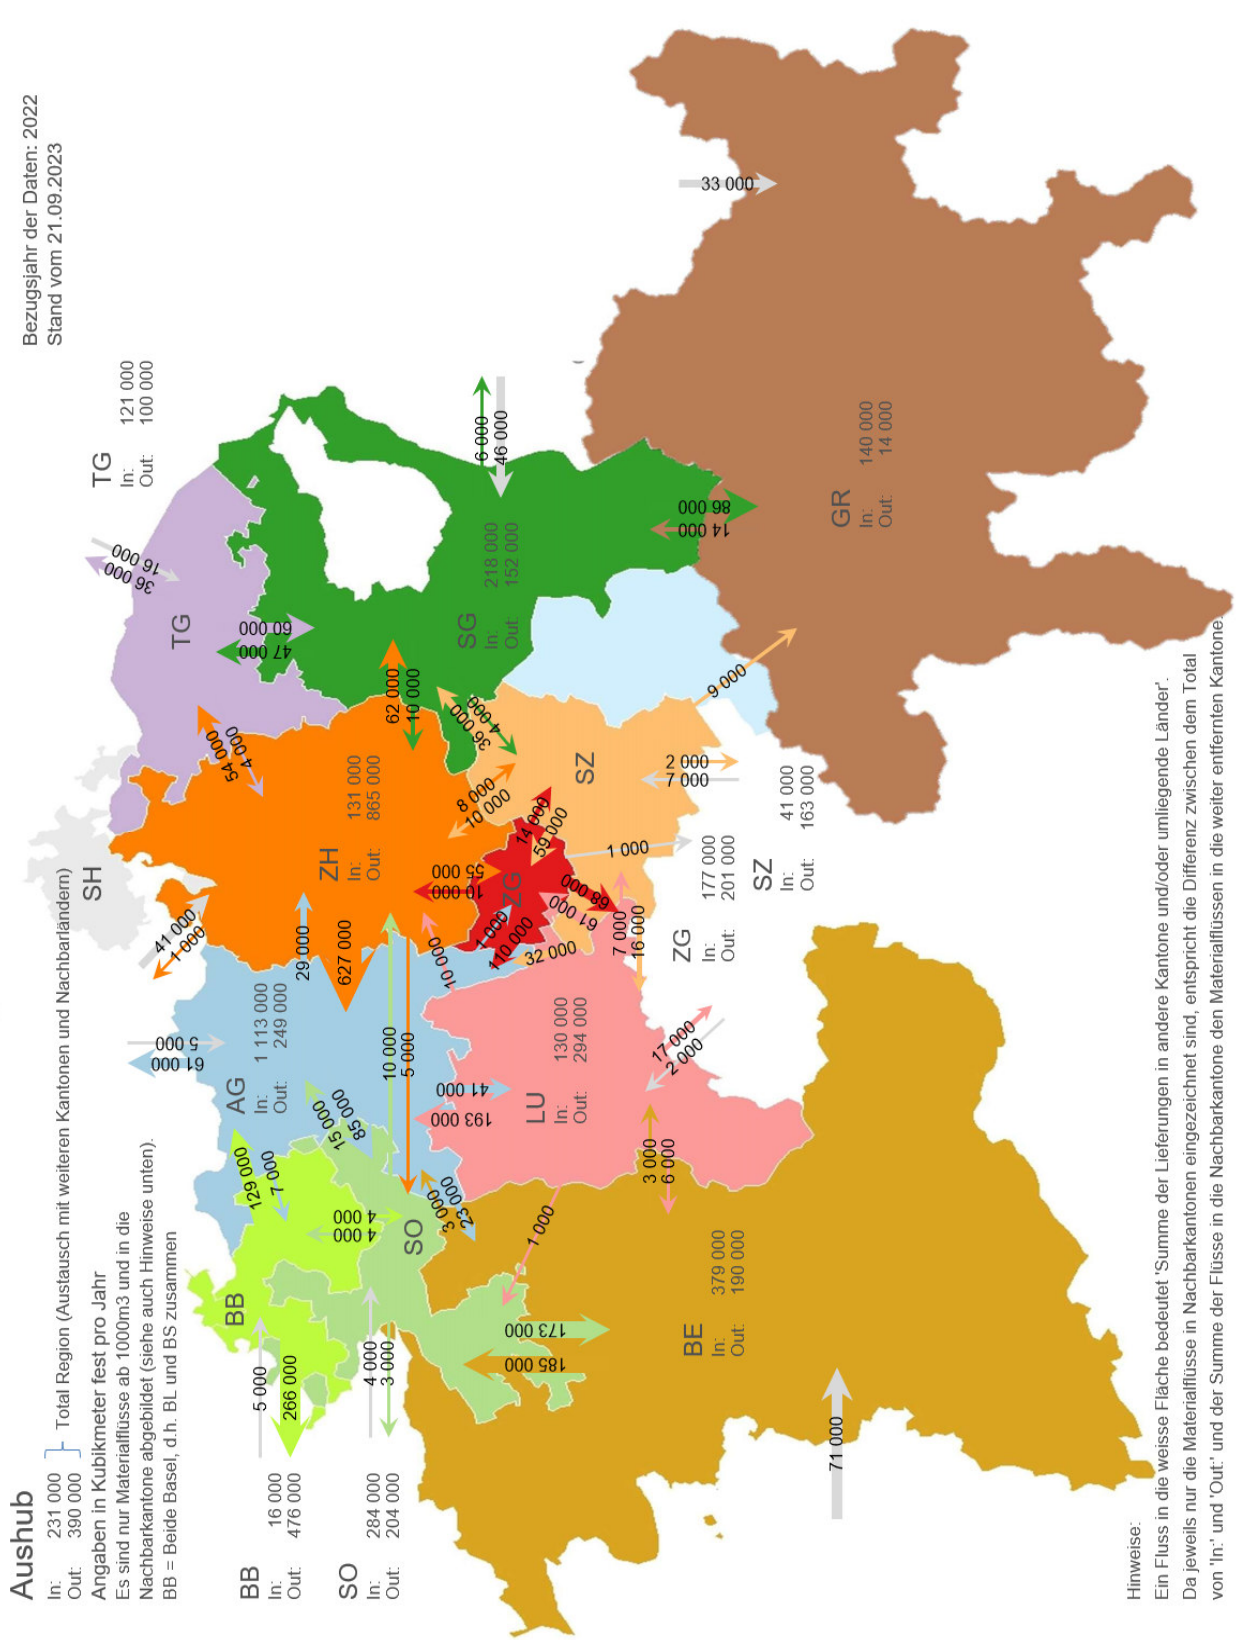 Aushub
In: 231 000
Out: 390 000
Total Region (Austausch mit weiteren Kantonen und Nachbarländern)
Angaben in Kubikmeter fest pro Jahr
Es sind nur Materialflüsse ab 1000m3 und in die
Nachbarkantone abgebildet (siehe auch Hinweise unten).
BB = Beide Basel, d.h. BL und BS zusammen
Bezugsjahr der Daten: 2022
Stand vom 21.09.2023
BB
In: 16 000
Out: 476 000
SO
In: 284 000
Out: 204 000
TG
In: 121 000
Out: 100 000
SH
AG
In: 1 113 000
Out: 249 000
ZH
In: 131 000
Out: 865 000
TG
SG
In: 218 000
Out: 152 000
BB
SO
LU
In: 130 000
Out: 294 000
ZG
SZ
BE
In: 379 000
Out: 190 000
ZG
In: 177 000
Out: 201 000
SZ
In: 41 000
Out: 163 000
GR
In: 140 000
Out: 14 000
5 000
266 000
4 000
3 000
129 000
7 000
4 000
4 000
15 000
85 000
61 000
5 000
41 000
1 000
29 000
627 000
10 000
5 000
54 000
4 000
36 000
16 000
47 000
60 000
62 000
10 000
6 000
46 000
36 000
4 000
8 000
10 000
55 000
10 000
14 000
59 000
1 000
110 000
10 000
32 000
61 000
68 000
7 000
16 000
1 000
7 000
2 000
9 000
14 000
86 000
33 000
193 000
41 000
3 000
23 000
1 000
3 000
6 000
17 000
2 000
185 000
173 000
71 000
Hinweise:
Ein Fluss in die weisse Fläche bedeutet 'Summe der Lieferungen in andere Kantone und/oder umliegende Länder'.
Da jeweils nur die Materialflüsse in Nachbarkantonen eingezeichnet sind, entspricht die Differenz zwischen dem Total
von 'In:' und 'Out:' und der Summe der Flüsse in die Nachbarkantone den Materialflüssen in die weiter entfernten Kantone.